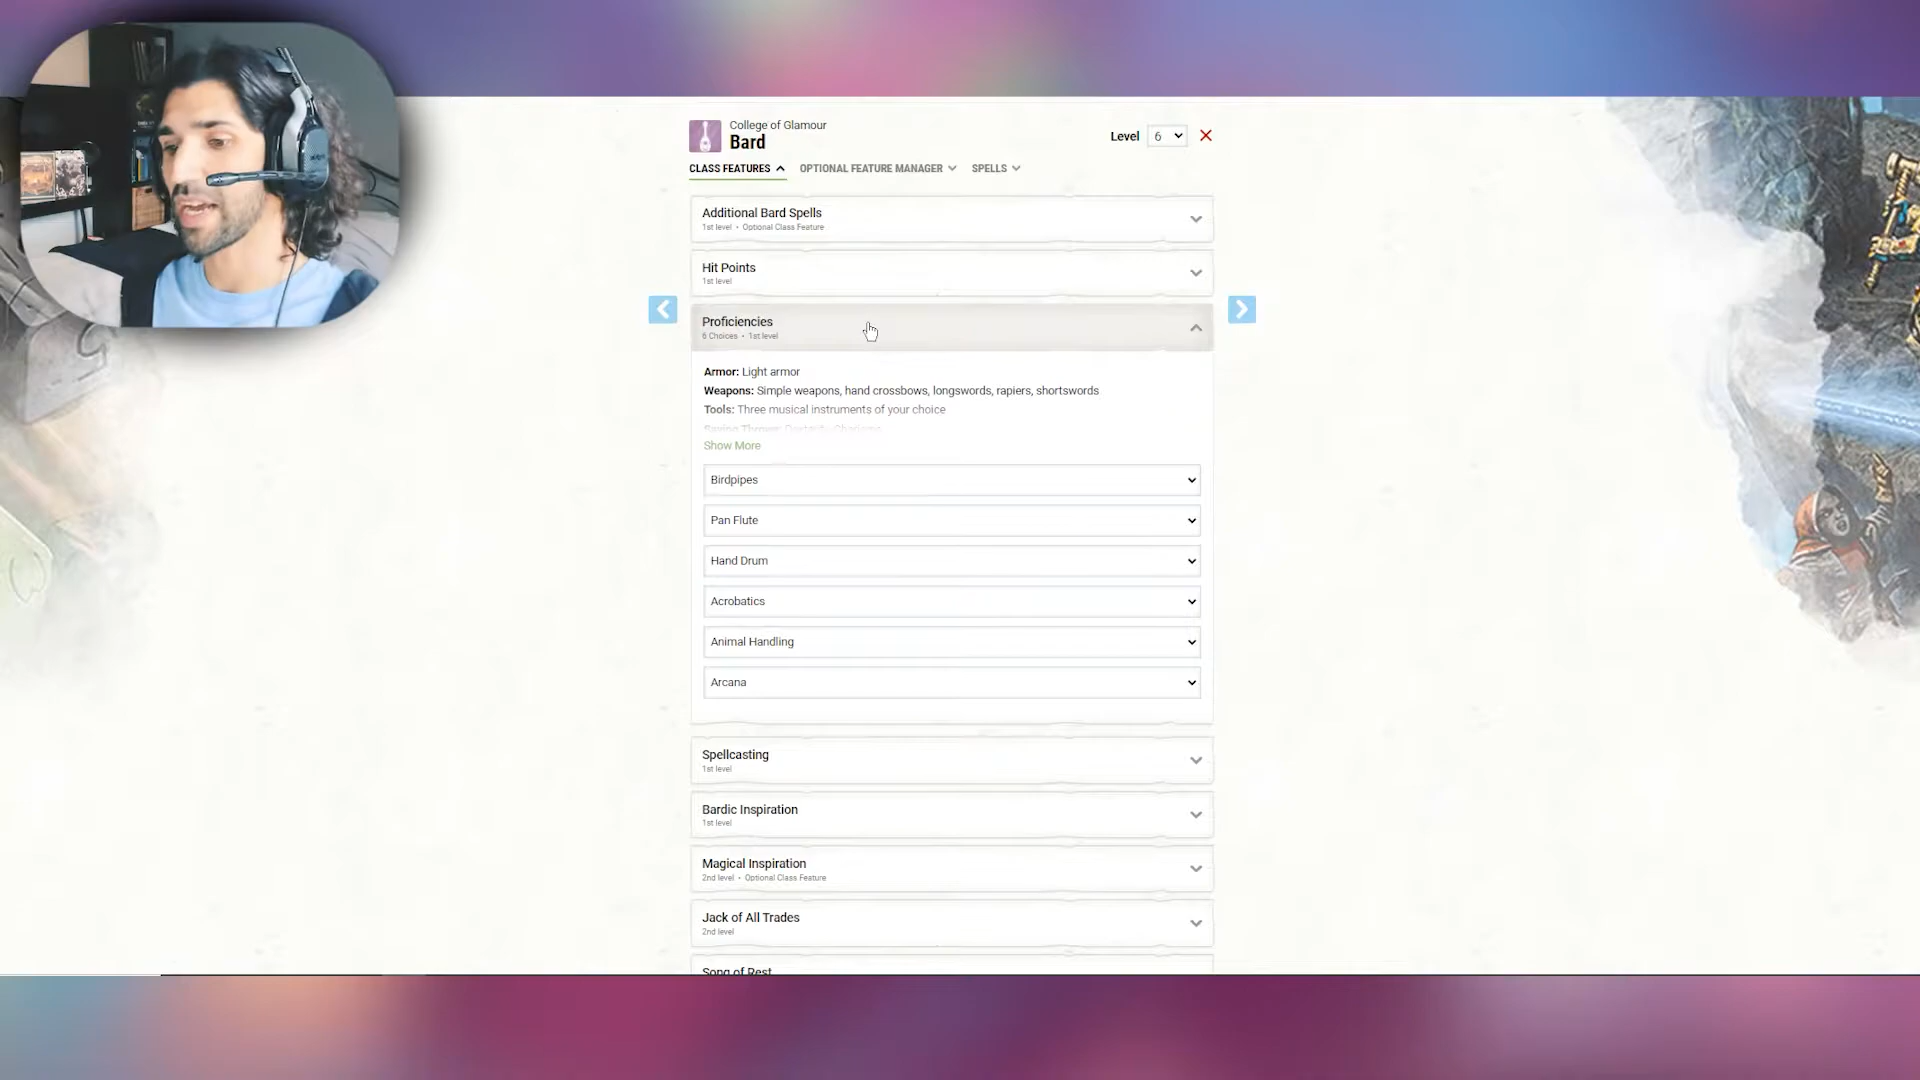 College of Glamour
Bard
Level 6
CLASS FEATURES
OPTIONAL FEATURE MANAGER
SPELLS
Additional Bard Spells
1st level • Optional Class Feature
Hit Points
1st level
Proficiencies
6 Choices • 1st level
Armor: Light armor
Weapons: Simple weapons, hand crossbows, longswords, rapiers, shortswords
Tools: Three musical instruments of your choice
Saving Throws: Dexterity, Charisma
Show More
Birdpipes
Pan Flute
Hand Drum
Acrobatics
Animal Handling
Arcana
Spellcasting
1st level
Bardic Inspiration
1st level
Magical Inspiration
2nd level • Optional Class Feature
Jack of All Trades
2nd level
Song of Rest